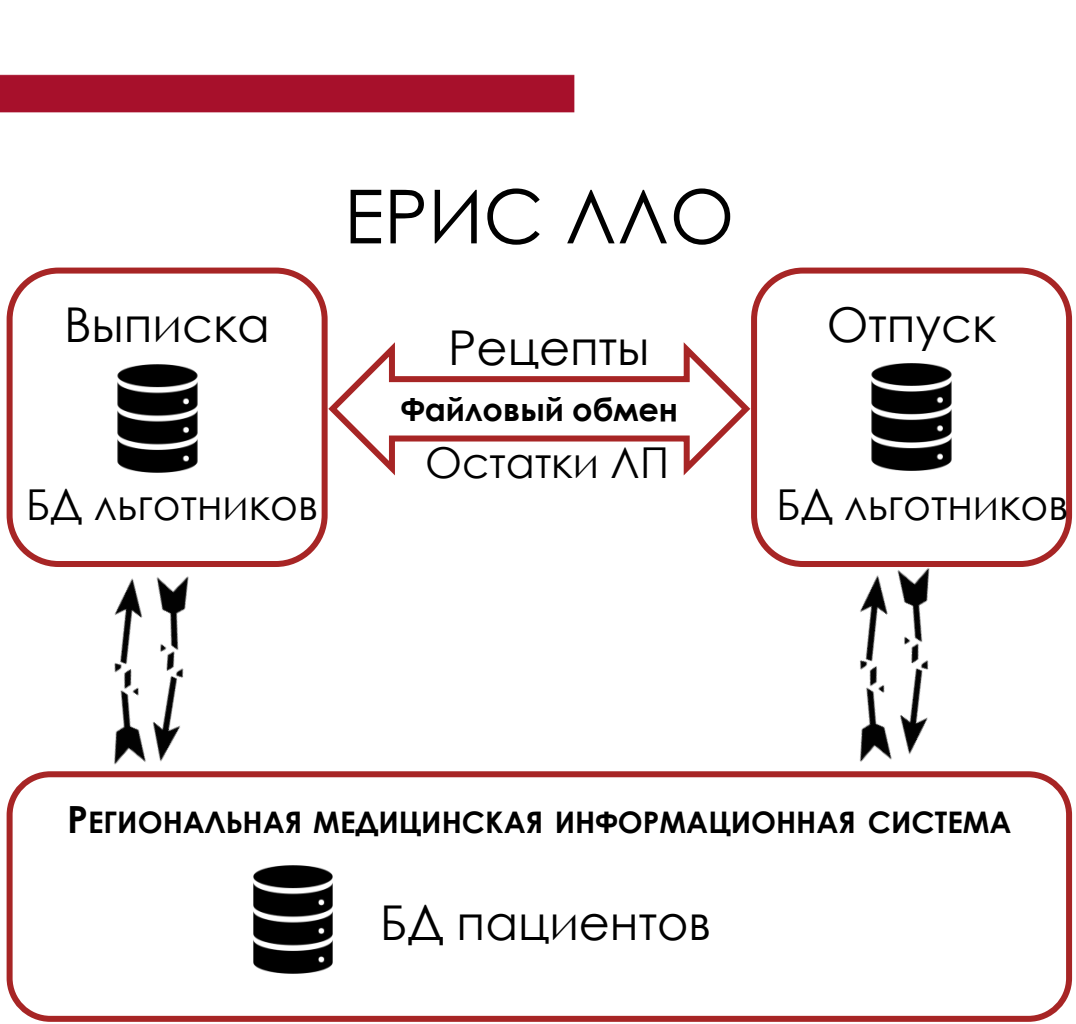 ЕРИС ЛЛО
Выписка
БД льготников
Рецепты
Файловый обмен
Остатки ЛП
Отпуск
БД льготников
Региональная медицинская информационная система
БД пациентов